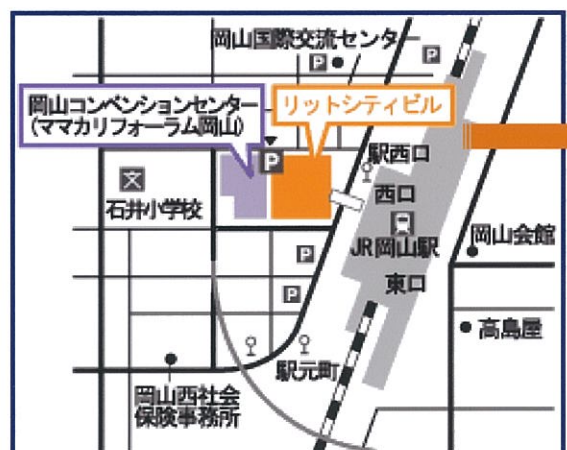 岡山国際交流センター
P
P
岡山コンベンションセンター
(ママカリフォーラム岡山)
リットシティビル
P
駅西口
文
石井小学校
西口
JR岡山駅
岡山会館
P
東口
P
高島屋
駅元町
岡山西社会
保険事務所